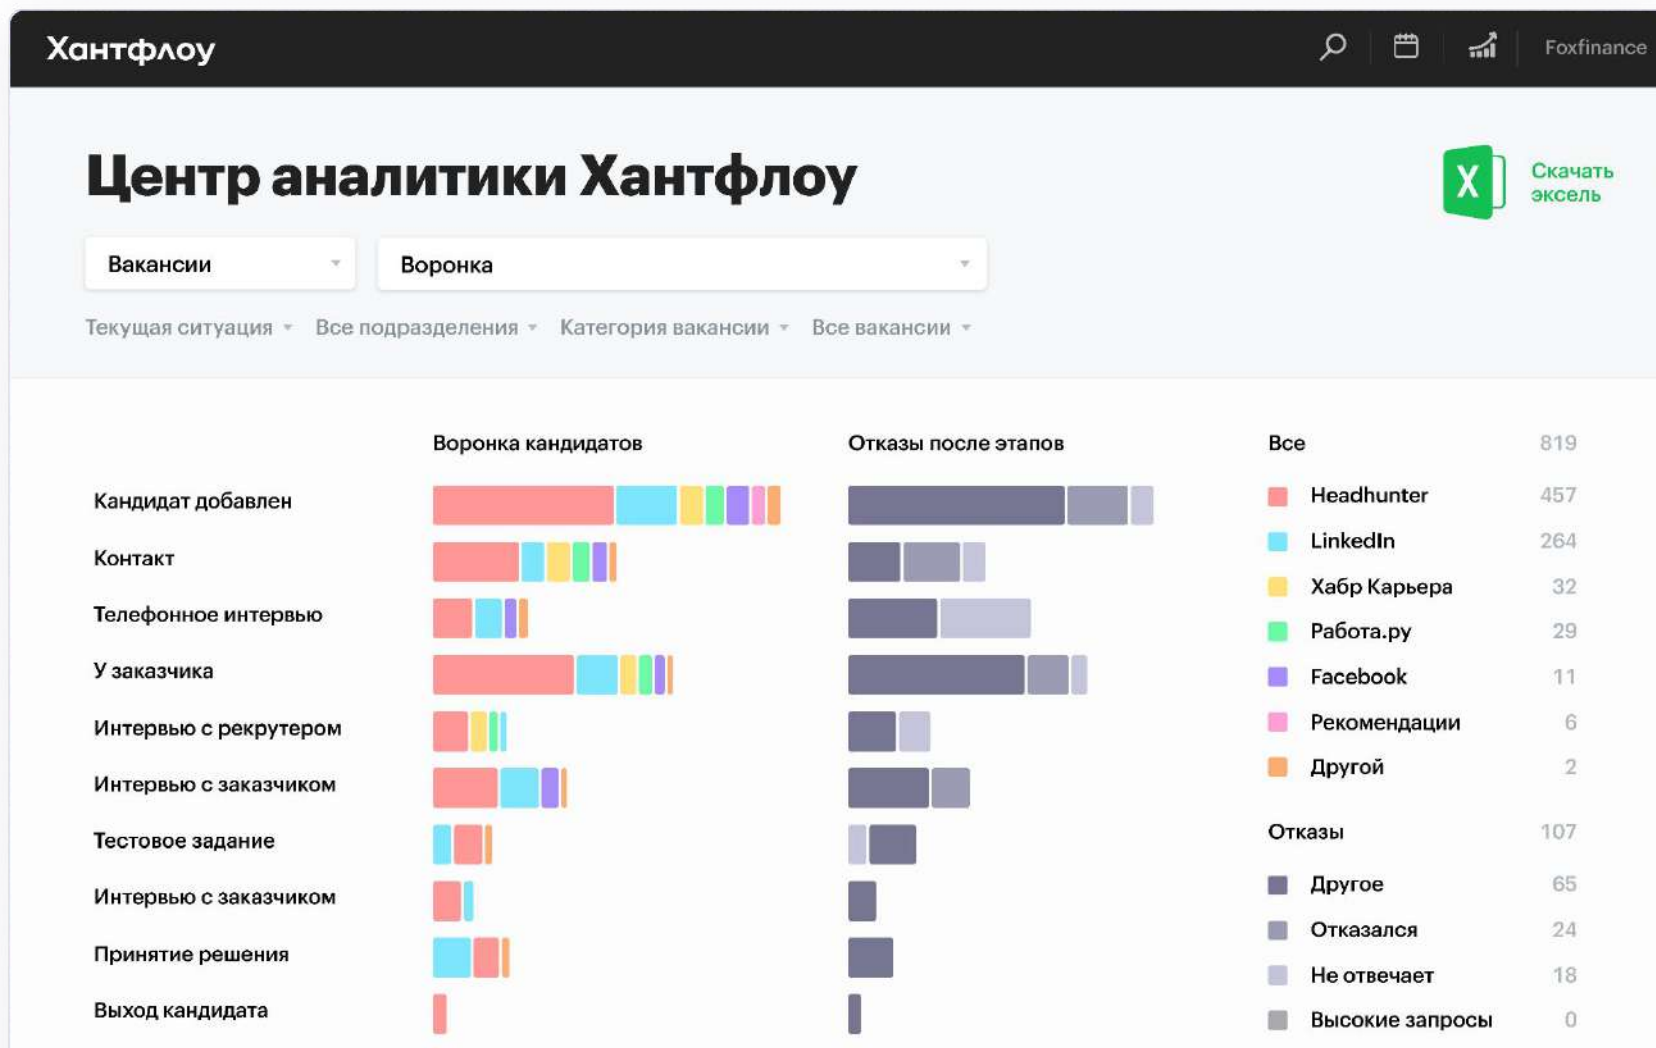 Хантфлоу
Foxfinance
Центр аналитики Хантфлоу
X
Скачать
эксель
Вакансии
Воронка
Текущая ситуация
Все подразделения
Категория вакансии
Все вакансии
Воронка кандидатов
Отказы после этапов
Все 819
Кандидат добавлен
Headhunter 457
Контакт
LinkedIn 264
Хабр Карьера 32
Телефонное интервью
Работа.ру 29
У заказчика
Facebook 11
Интервью с рекрутером
Рекомендации 6
Интервью с заказчиком
Другой 2
Тестовое задание
Отказы 107
Интервью с заказчиком
Другое 65
Отказался 24
Принятие решения
Не отвечает 18
Выход кандидата
Высокие запросы 0